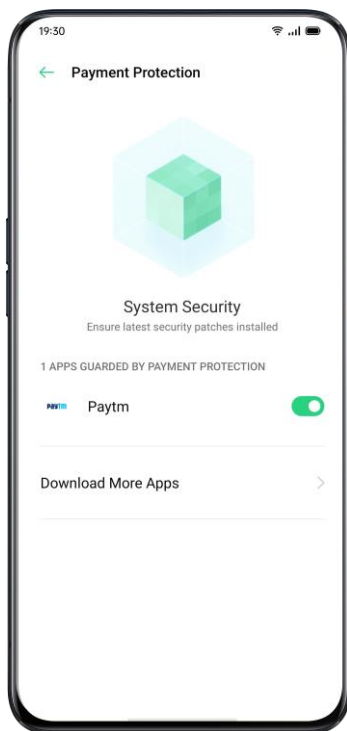 19:30
Payment Protection
System Security
Ensure latest security patches installed
1 APPS GUARDED BY PAYMENT PROTECTION
Paytm Paytm
Download More Apps